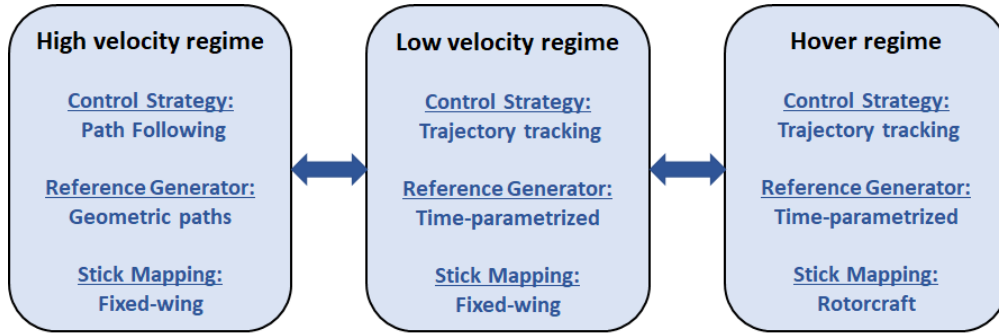 High velocity regime
Control Strategy:
Path Following
Reference Generator:
Geometric paths
Stick Mapping:
Fixed-wing
Low velocity regime
Control Strategy:
Trajectory tracking
Reference Generator:
Time-parametrized
Stick Mapping:
Fixed-wing
Hover regime
Control Strategy:
Trajectory tracking
Reference Generator:
Time-parametrized
Stick Mapping:
Rotorcraft